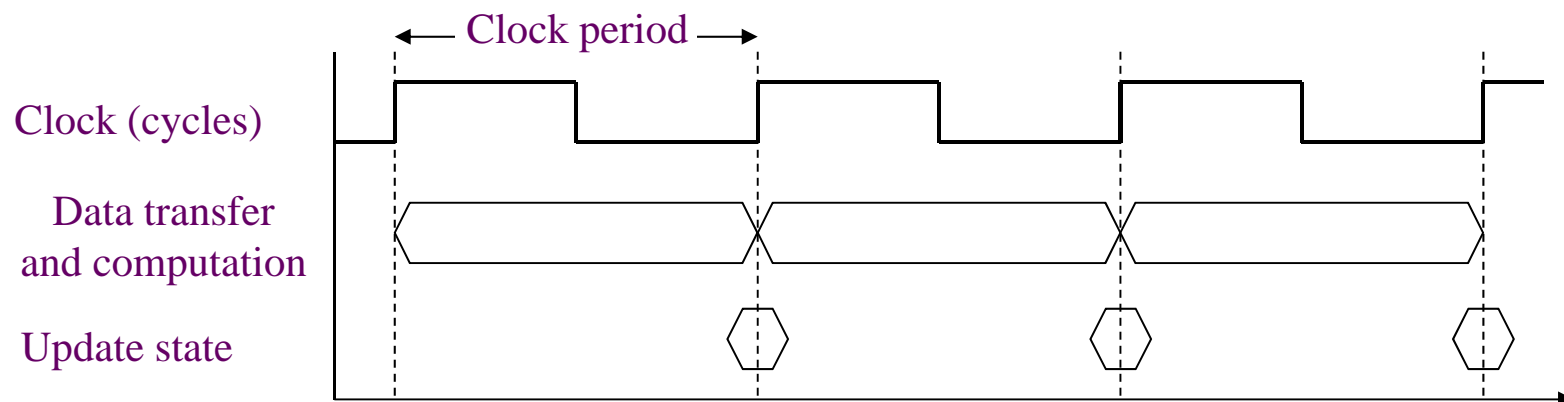 Clock period
Clock (cycles)
Data transfer
and computation
Update state